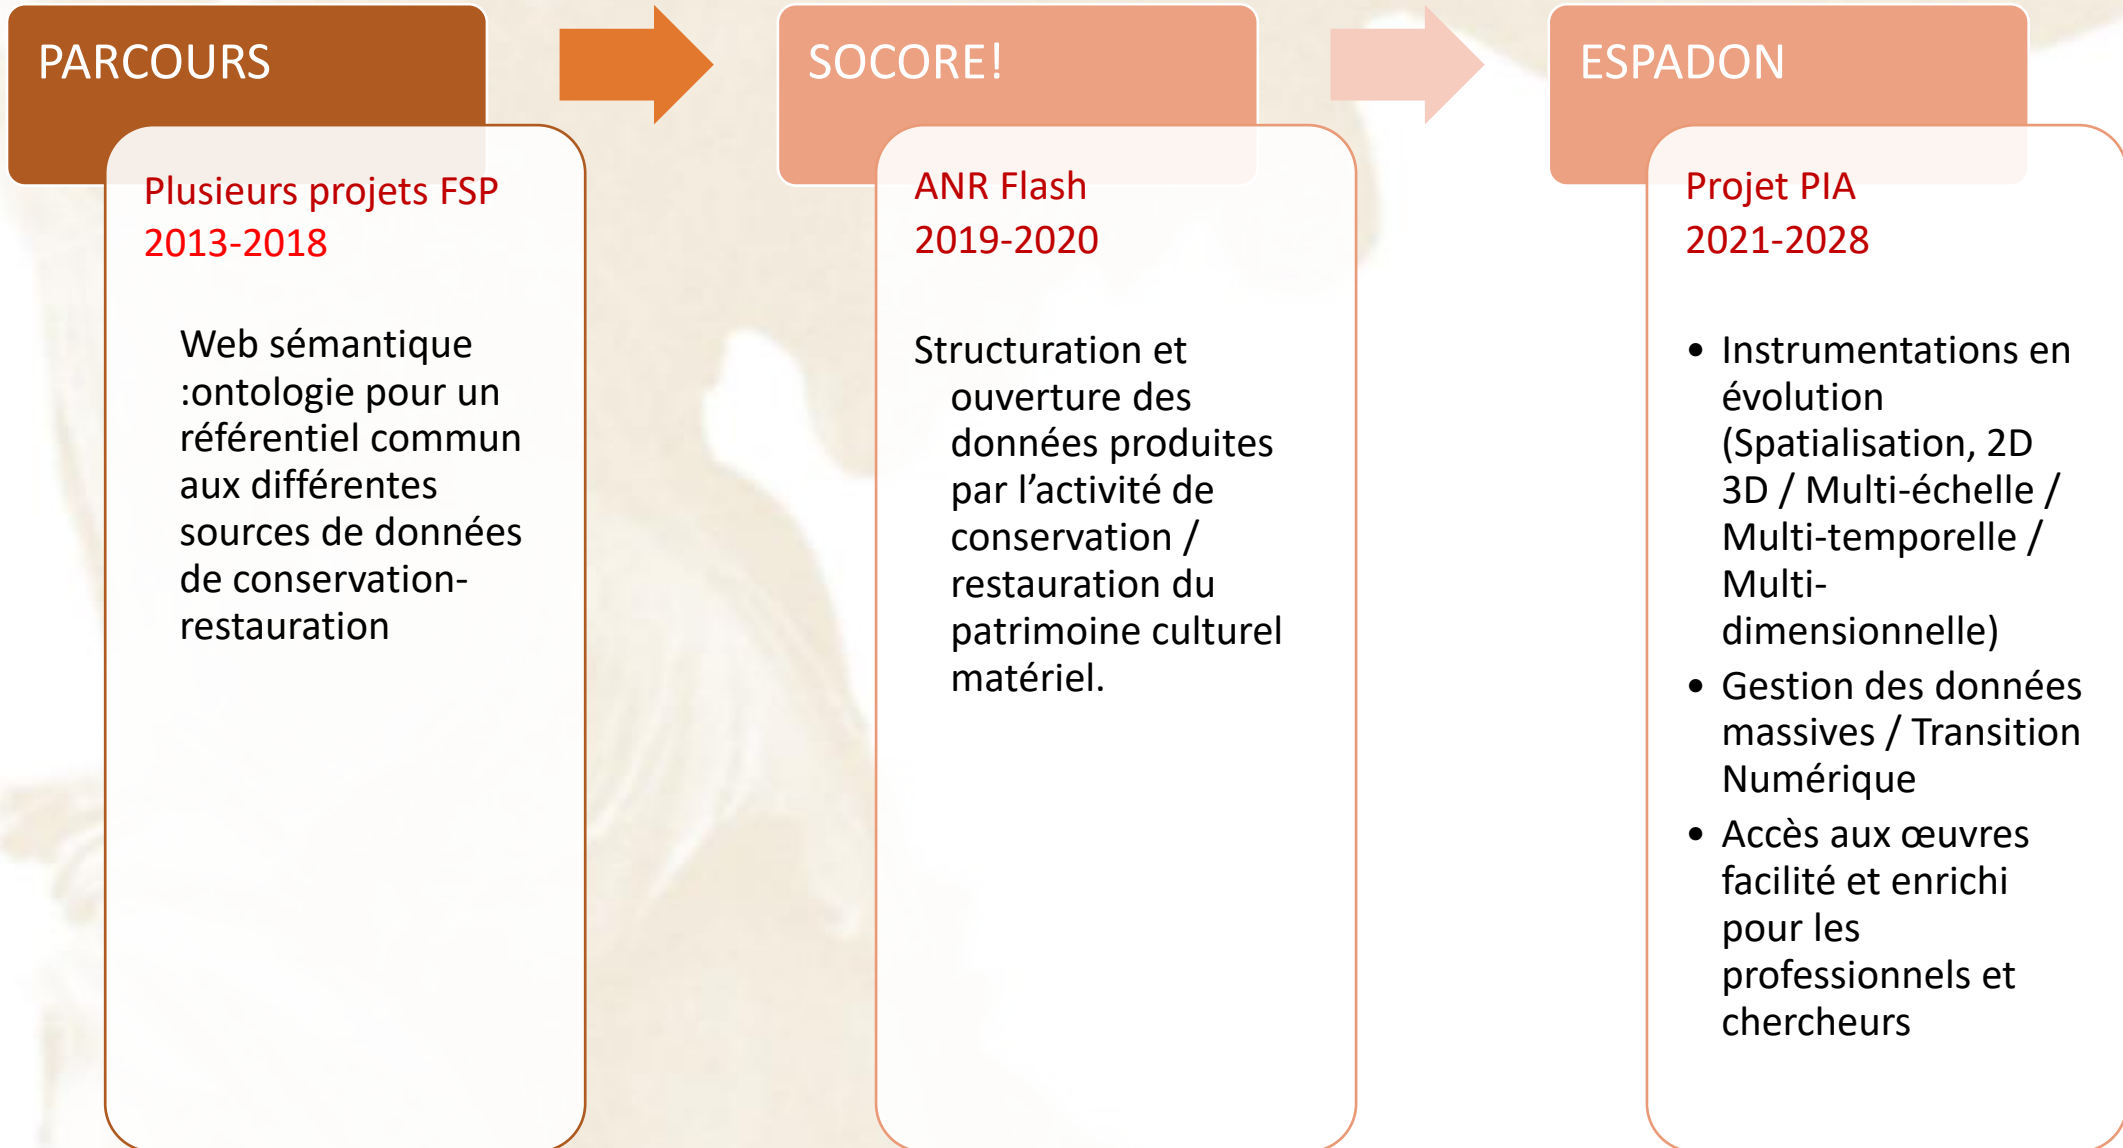 PARCOURS
Plusieurs projets FSP
2013-2018
Web sémantique
:ontologie pour un
référentiel commun
aux différentes
sources de données
de conservation-
restauration
SOCORE!
ANR Flash
2019-2020
Structuration et
ouverture des
données produites
par l’activité de
conservation /
restauration du
patrimoine culturel
matériel.
ESPADON
Projet PIA
2021-2028
• Instrumentations en
évolution
(Spatialisation, 2D
3D / Multi-échelle /
Multi-temporelle /
Multi-
dimensionnelle)
• Gestion des données
massives / Transition
Numérique
• Accès aux œuvres
facilité et enrichi
pour les
professionnels et
chercheurs